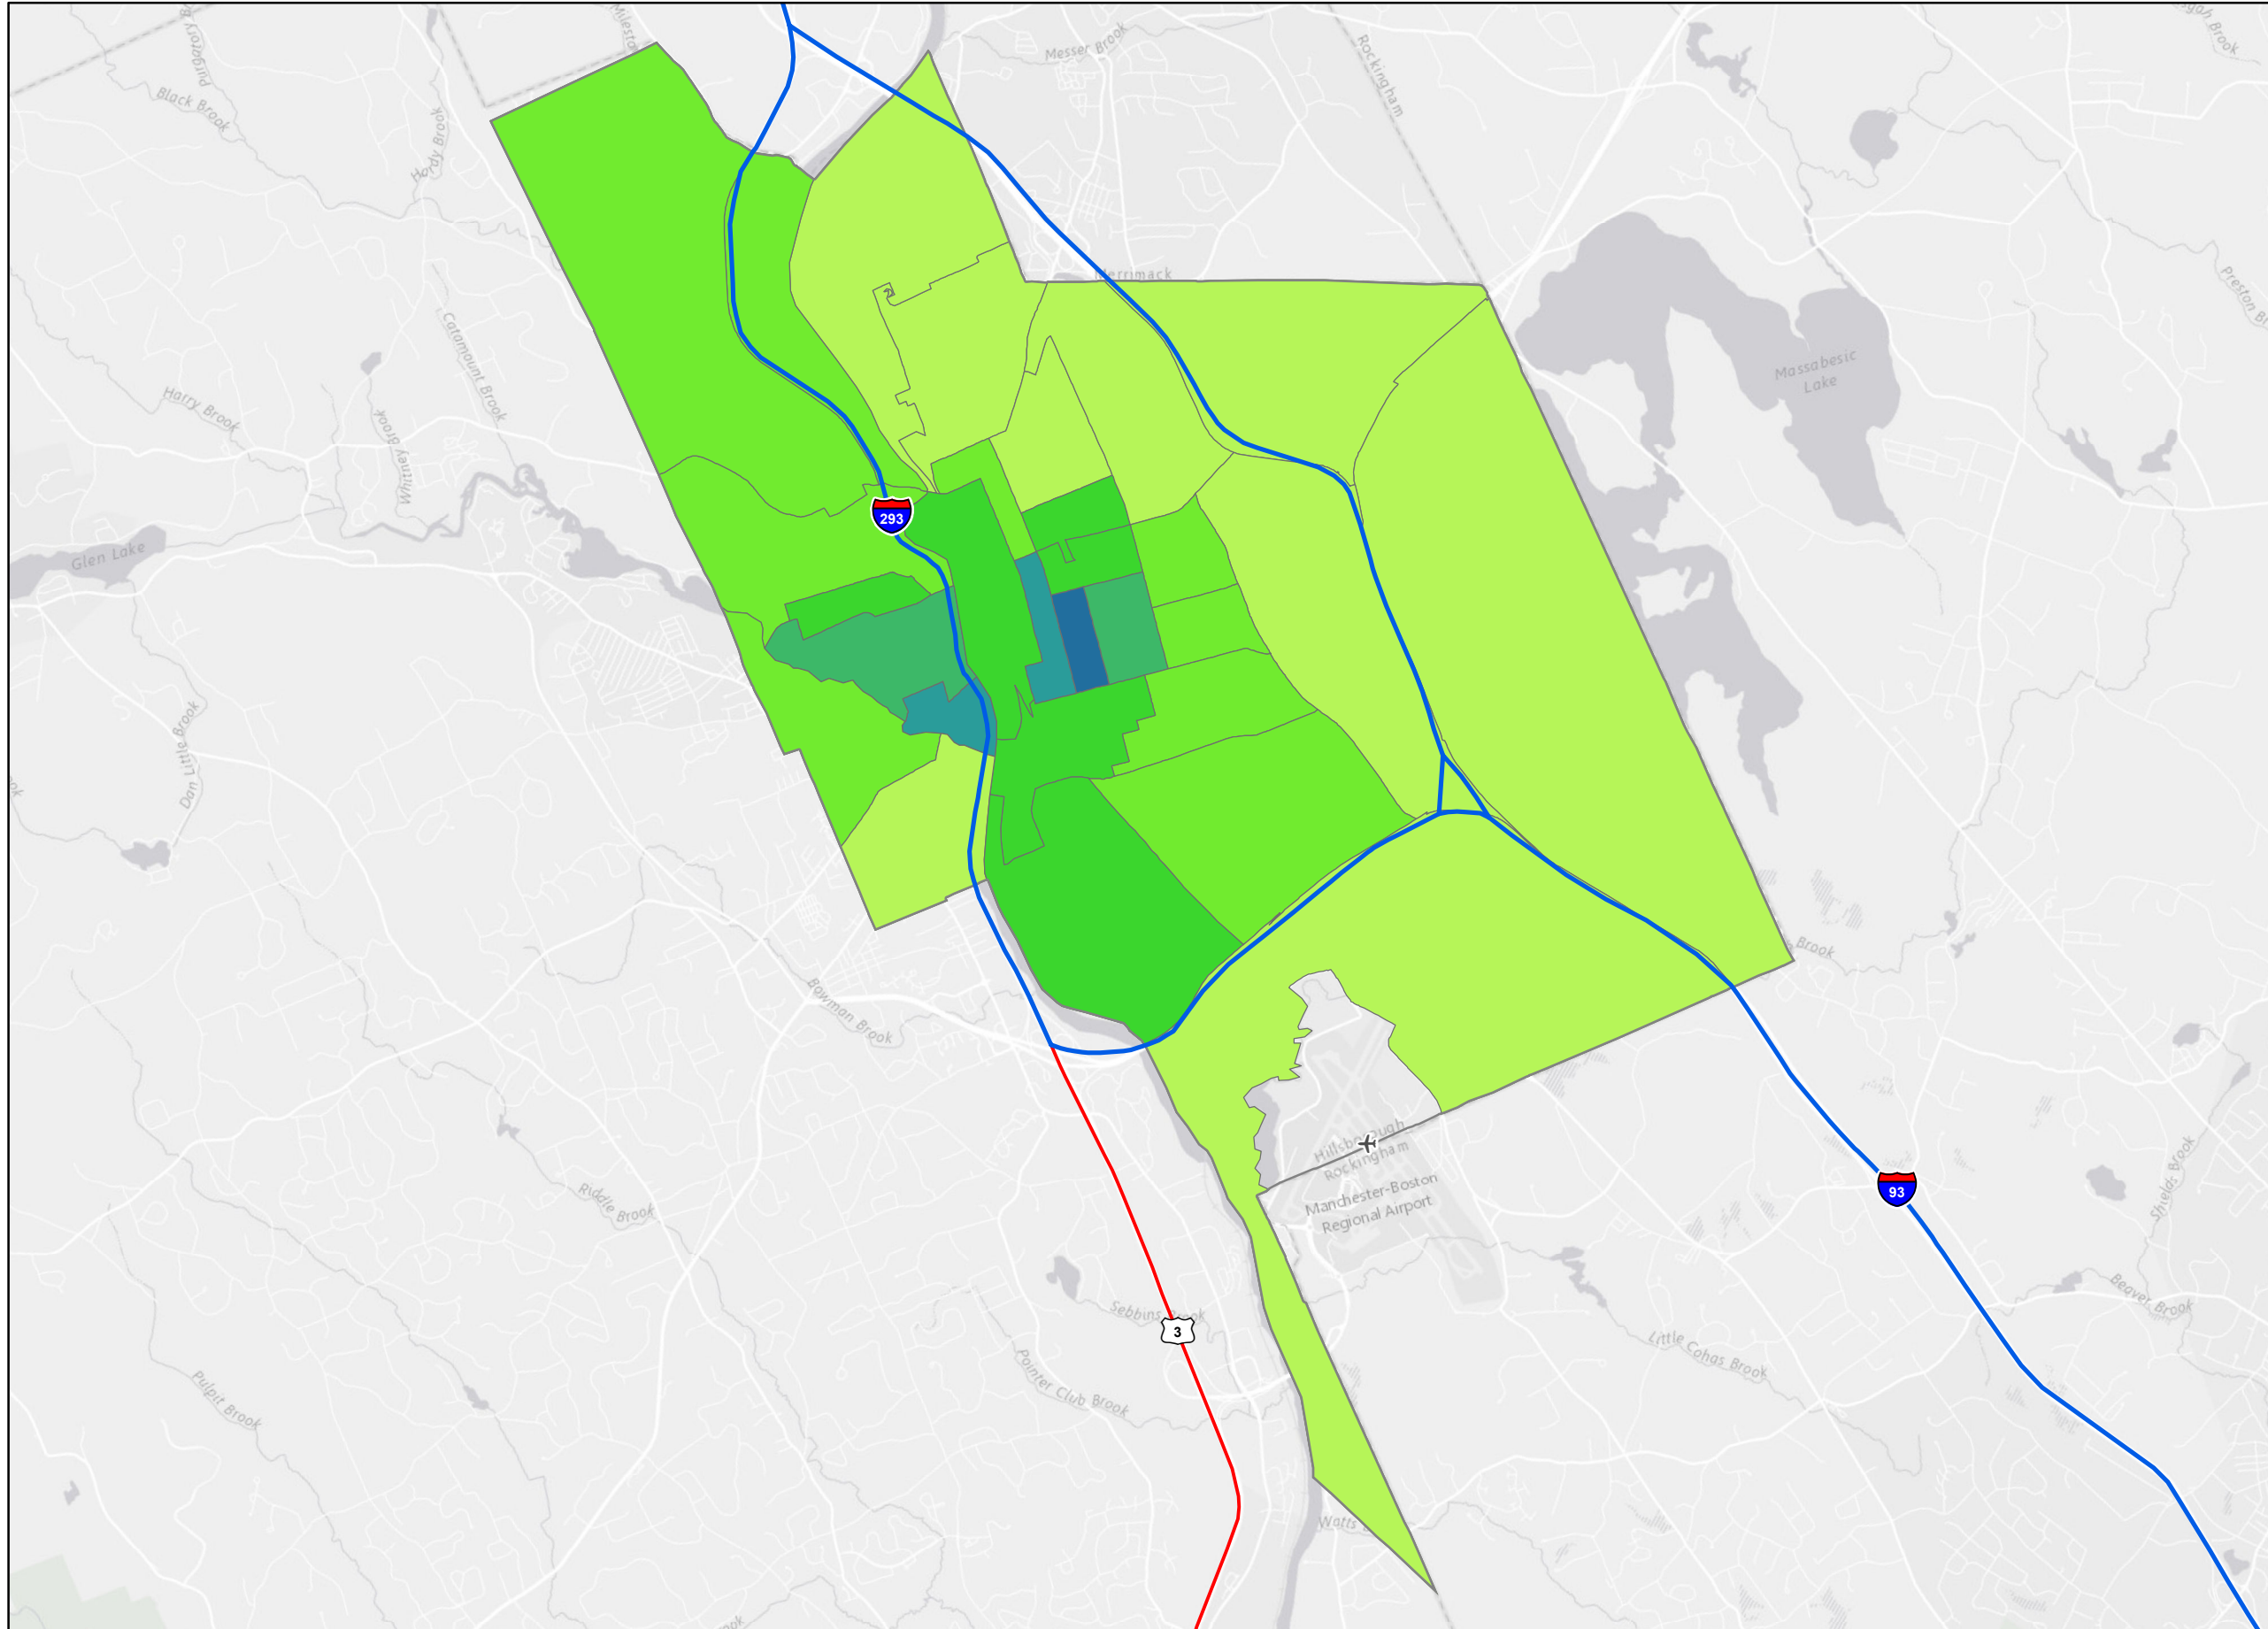 Messer Brook
Rockingham
Black Brook
Hardy Brook
Merrimack
Preston Br
Catamount Brook
Massabesic
Lake
Harry Brook
Whitney Brook
293
Glen Lake
Dan Little Brook
Brook
Bowman Brook
Hillsborough
Rockingham
Manchester-Boston
Regional Airport
93
Shields Brook
Riddle Brook
Beaver Brook
Sebbins Brook
3
Little Cohas Brook
Pointer Club Brook
Pulpit Brook
Watts